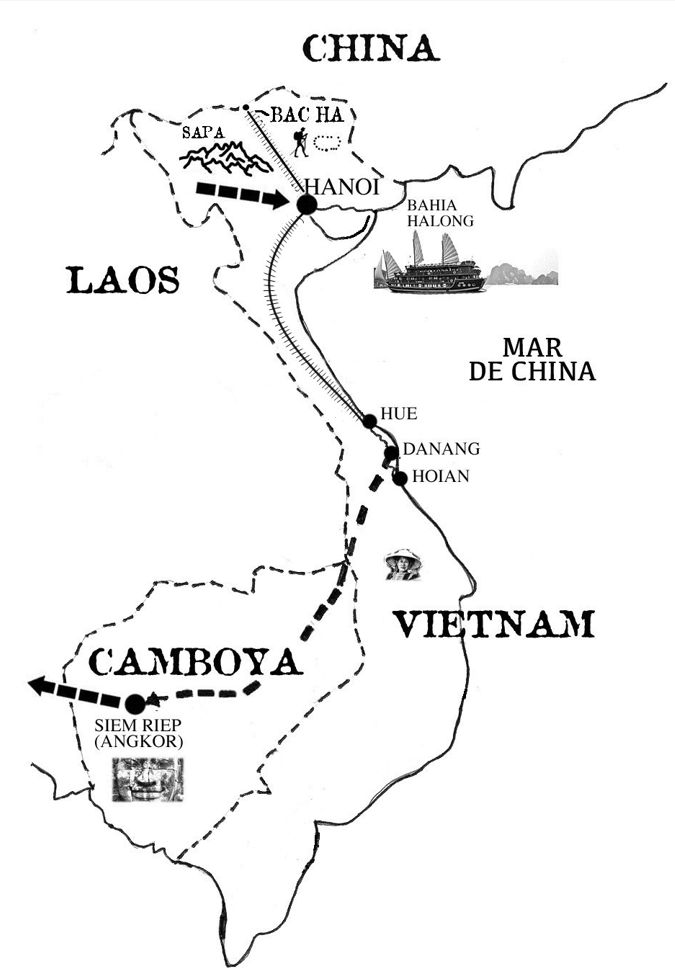 CHINA
BAC HA
SAPA
HANOI
BAHIA
HALONG
LAOS
MAR
DE CHINA
HUE
DANANG
HOIAN
VIETNAM
CAMBOYA
SIEM RIEP
(ANGKOR)